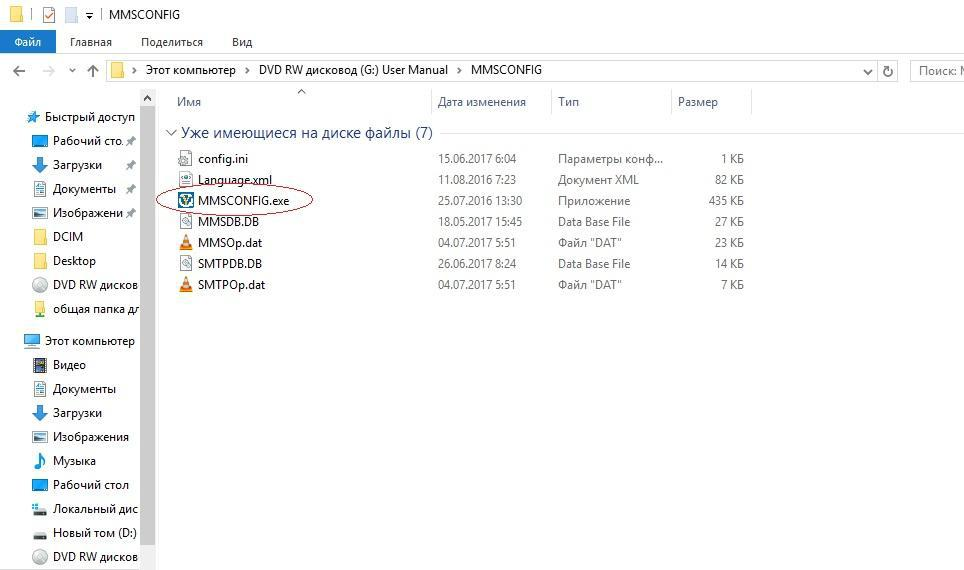 MMSCONFIG
Файл Главная Поделиться Вид
Этот компьютер DVD RW дисковод (G:) User Manual MMSCONFIG Поиск: M
Быстрый доступ
Рабочий сто.
Загрузки
Документы
Изображени
DCIM
Desktop
DVD RW дисков
общая папка дл
Этот компьютер
Видео
Документы
Загрузки
Изображения
Музыка
Рабочий стол
Локальный дис
Новый том (D:)
DVD RW дисков
Имя Дата изменения Тип Размер
Уже имеющиеся на диске файлы (7)
config.ini 15.06.2017 6:04 Параметры конф... 1 КБ
Language.xml 11.08.2016 7:23 Документ XML 82 КБ
MMSCONFIG.exe 25.07.2016 13:30 Приложение 435 КБ
MMSDB.DB 18.05.2017 15:45 Data Base File 27 КБ
MMSOp.dat 04.07.2017 5:51 Файл "DAT" 23 КБ
SMTPDB.DB 26.06.2017 8:24 Data Base File 14 КБ
SMTPOp.dat 04.07.2017 5:51 Файл "DAT" 7 КБ